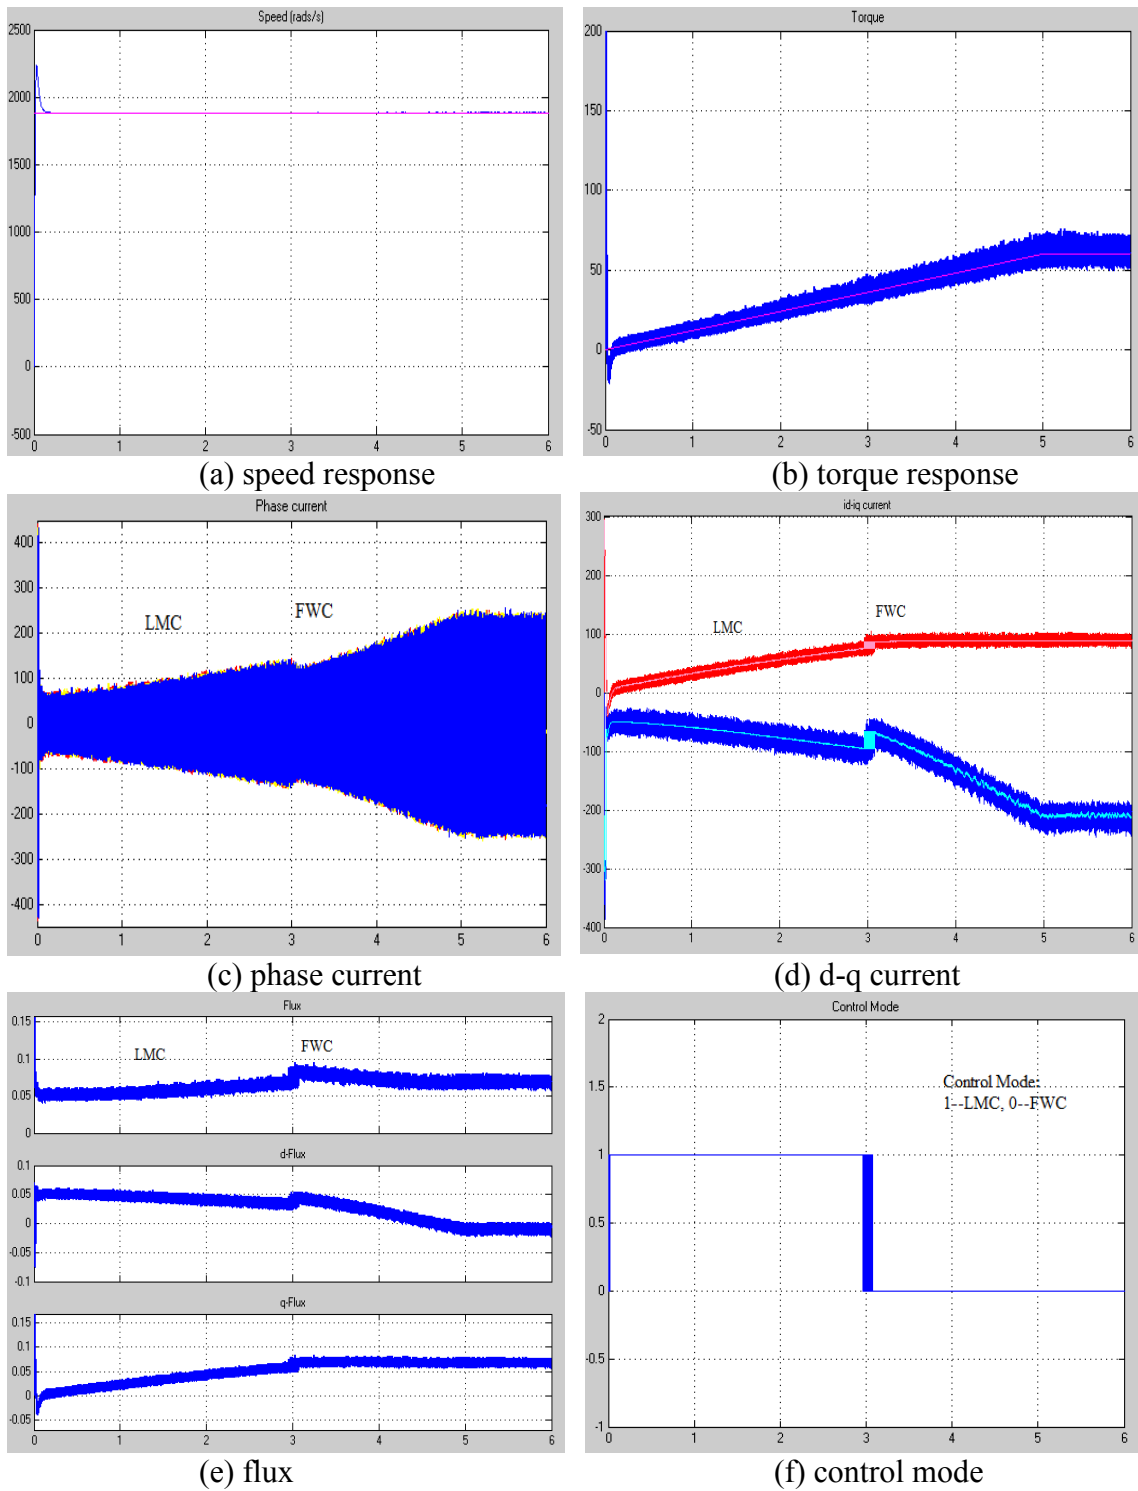 Speed (rads/s)
2500
2000
1500
1000
500
0
-500
0 1 2 3 4 5 6
(a) speed response
Torque
200
150
100
50
0
-50
0 1 2 3 4 5 6
(b) torque response
Phase current
400
300
200
100
0
-100
-200
-300
-400
LMC
FWC
0 1 2 3 4 5 6
(c) phase current
id-iq current
300
200
100
0
-100
-200
-300
-400
LMC
FWC
0 1 2 3 4 5 6
(d) d-q current
Flux
0.15
0.1
0.05
0
LMC
FWC
d-Flux
0.1
0.05
0
-0.05
-0.1
q-Flux
0.15
0.1
0.05
0
-0.05
0 1 2 3 4 5 6
(e) flux
Control Mode
2
1.5
1
0.5
0
-0.5
-1
Control Mode:
1--LMC, 0--FWC
0 1 2 3 4 5 6
(f) control mode